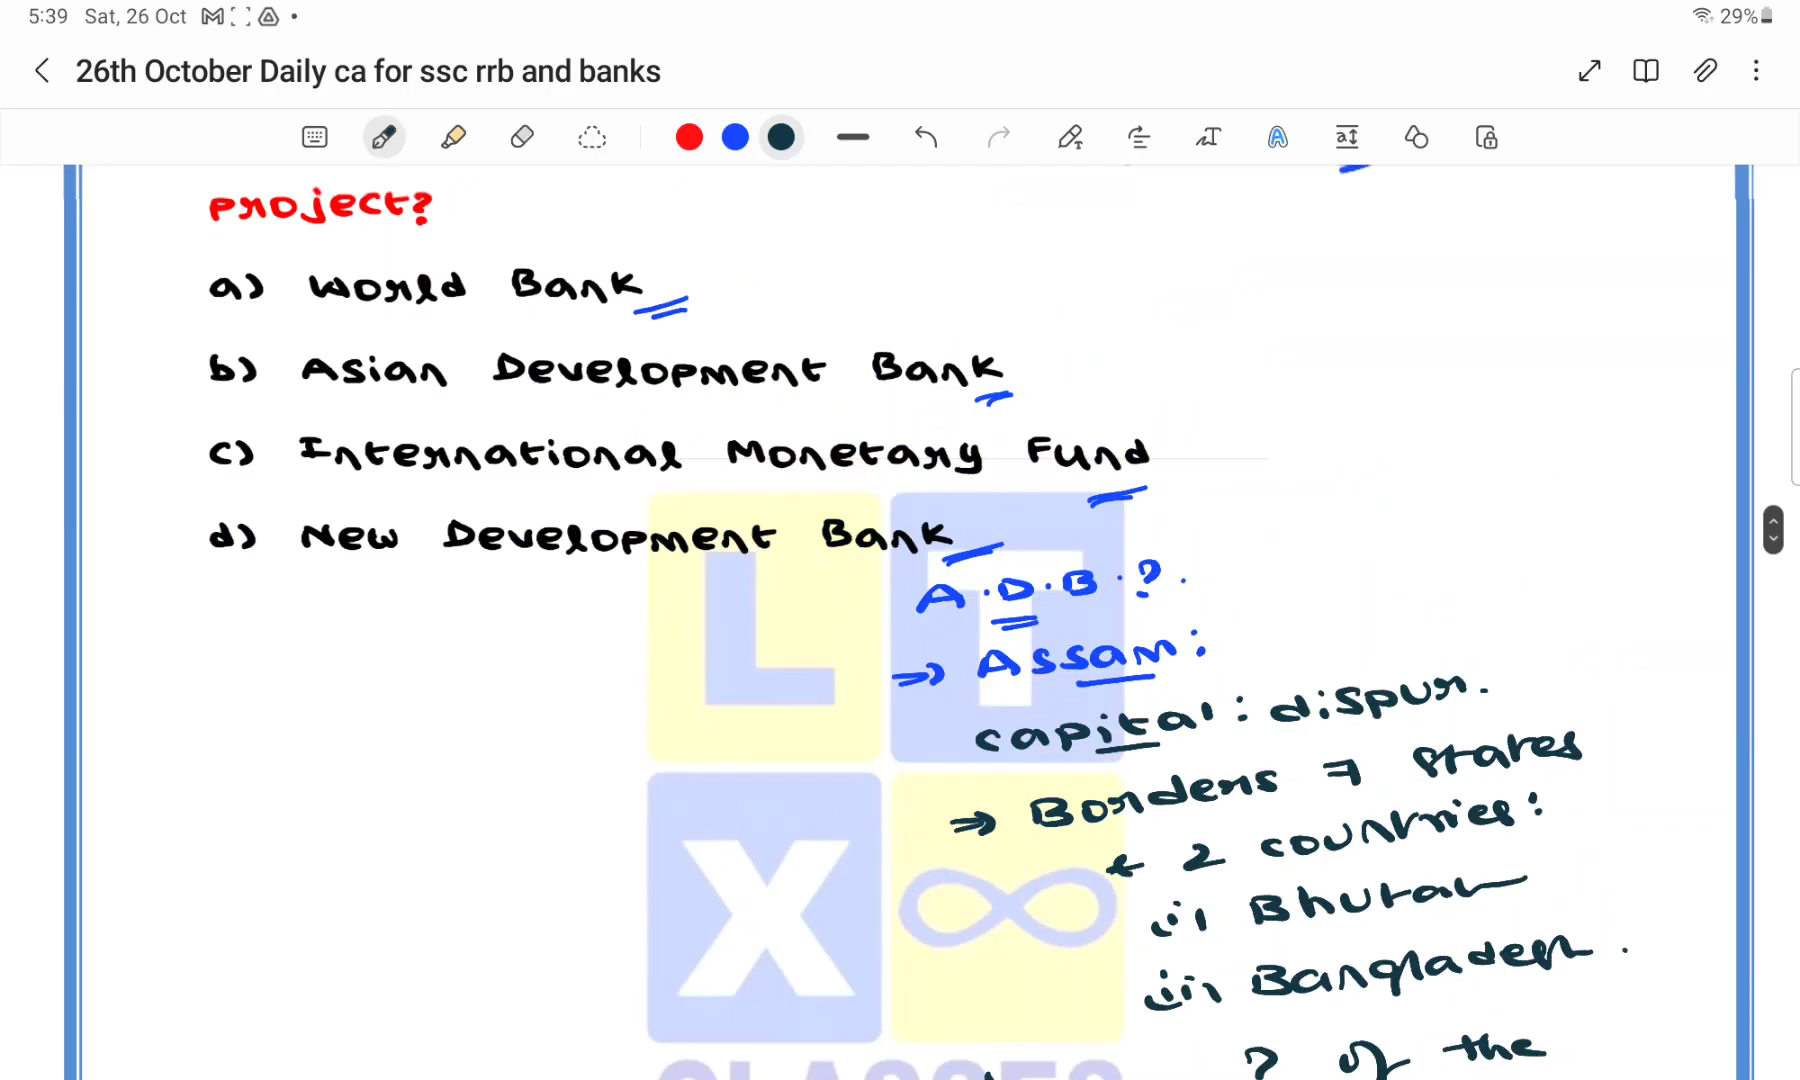 5:39 Sat, 26 Oct
29%
26th October Daily ca for ssc rrb and banks
project?
a) World Bank
b) Asian Development Bank
c) International Monetary Fund
d) New Development Bank
A.D.B.?
⇒ Assam:
capital: dispur.
⇒ Borders 7 states
2 countries:
i) Bhutan
ii) Bangladesh.
? of the
LTX∞
CLASSES